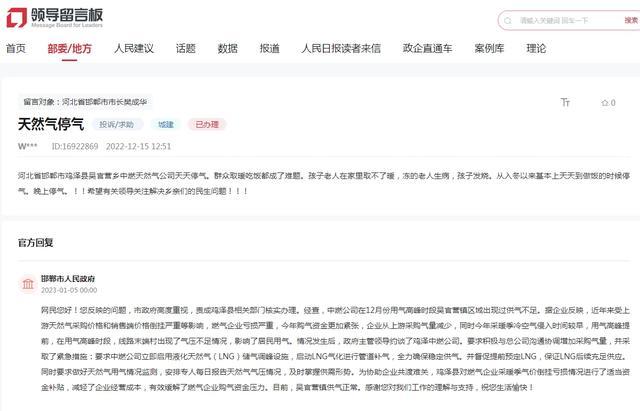 领导留言板
Message Board for Leaders
请输入关键词 回车一下
搜索
首页 部委/地方 人民建议 话题 数据 报道 人民日报读者来信 政企直通车 案例库 理论
留言对象：河北省邯郸市市长樊成华
天然气停气 投诉/求助 城建 已办理
TT ☆0
W*** ID:16922869 2022-12-15 12:51
河北省邯郸市鸡泽县吴官营乡中燃天然气公司天天停气。群众取暖吃饭都成了难题。孩子老人在家里取不了暖，冻的老人生病，孩子发烧。从入冬以来基本上天天到做饭的时候停
气。晚上停气。！！希望有关领导关注解决乡亲们的民生问题！！！
官方回复
邯郸市人民政府
2023-01-05 00:00
网民您好！您反映的问题，市政府高度重视，责成鸡泽县相关部门核实办理。经查，中燃公司在12月份用气高峰时段吴官营镇区域出现过供气不足。据企业反映，近年来受上
游天然气采购价格和销售端价格倒挂严重等影响，燃气企业亏损严重，今年购气资金更加紧张，企业从上游采购气量减少，同时今年采暖季冷空气侵入时间较早，用气高峰提
前，在用气高峰时段，线路末端村出现了气压不足情况，影响了居民用气。情况发生后，政府主管领导约谈了鸡泽中燃公司。要求积极与总公司沟通协调增加采购气量，并采
取了紧急措施：要求中燃公司立即启用液化天然气（LNG）储气调峰设施，启动LNG气化进行管道补气，全力确保稳定供气。并督促提前预定LNG，保证LNG后续充足供应。
同时要求做好天然气用气情况监测，安排专人每日报告天然气气压情况，及时掌握供需形势。为协助企业共渡难关，鸡泽县对燃气企业采暖季气价倒挂亏损情况进行了适当资
金补贴，减轻了企业经营成本，有效缓解了燃气企业购气资金压力。目前，吴官营镇供气正常。感谢您对我们工作的理解与支持，祝您生活愉快！